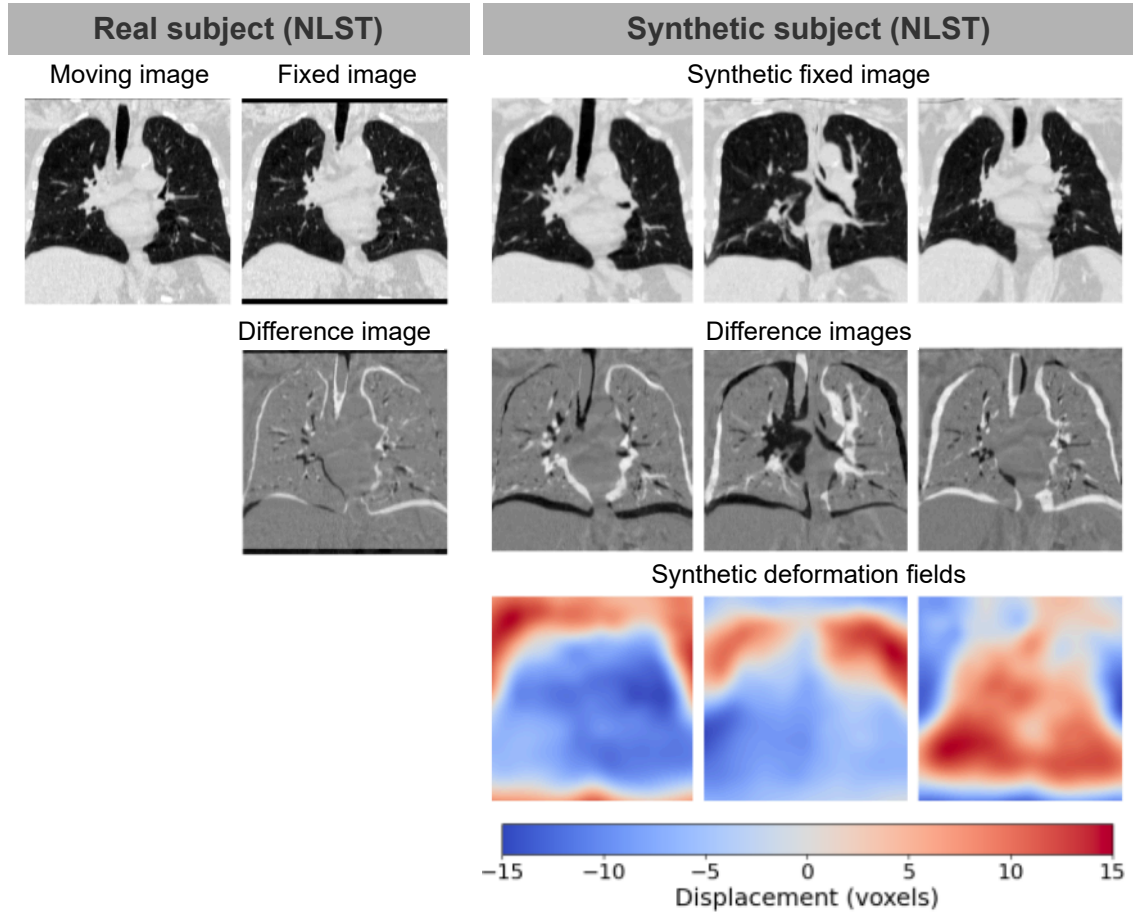 Real subject (NLST)
Synthetic subject (NLST)
Moving image
Fixed image
Synthetic fixed image
Difference image
Difference images
Synthetic deformation fields
−15 −10 −5 0 5 10 15
Displacement (voxels)